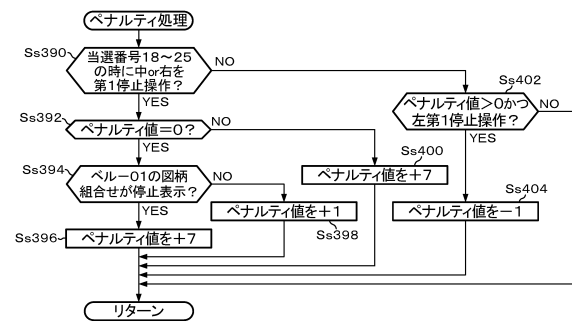 ペナルティ処理
Ss390
当選番号18～25
の時に中or右を
第1停止操作？
NO
YES
Ss402
ペナルティ値＞0かつ
左第1停止操作？
NO
YES
Ss392
ペナルティ値＝0？
NO
YES
Ss400
ペナルティ値を＋7
Ss394
ベル－01の図柄
組合せが停止表示？
NO
YES
Ss404
ペナルティ値を－1
ペナルティ値を＋1
Ss398
Ss396
ペナルティ値を＋7
リターン